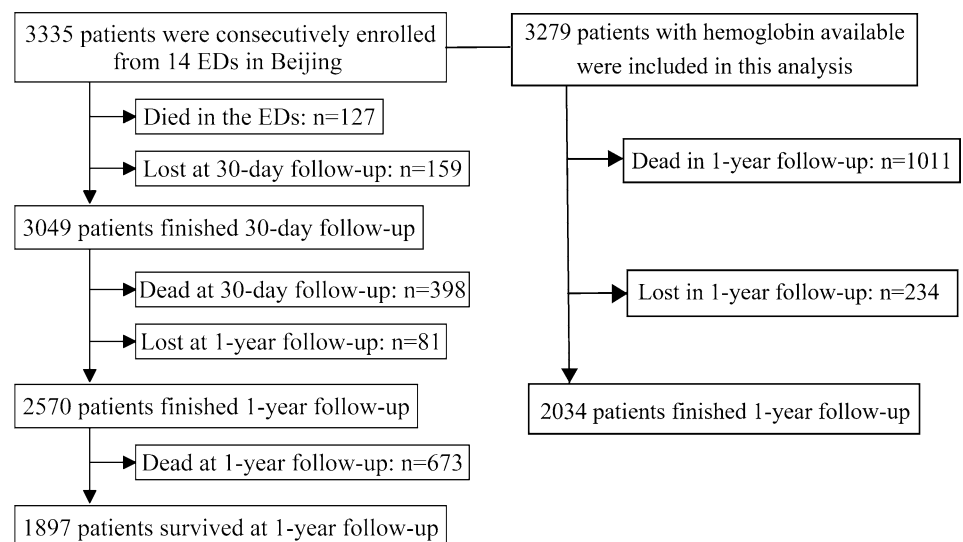 3335 patients were consecutively enrolled
from 14 EDs in Beijing
Died in the EDs: n=127
Lost at 30-day follow-up: n=159
3049 patients finished 30-day follow-up
Dead at 30-day follow-up: n=398
Lost at 1-year follow-up: n=81
2570 patients finished 1-year follow-up
Dead at 1-year follow-up: n=673
1897 patients survived at 1-year follow-up
3279 patients with hemoglobin available
were included in this analysis
Dead in 1-year follow-up: n=1011
Lost in 1-year follow-up: n=234
2034 patients finished 1-year follow-up